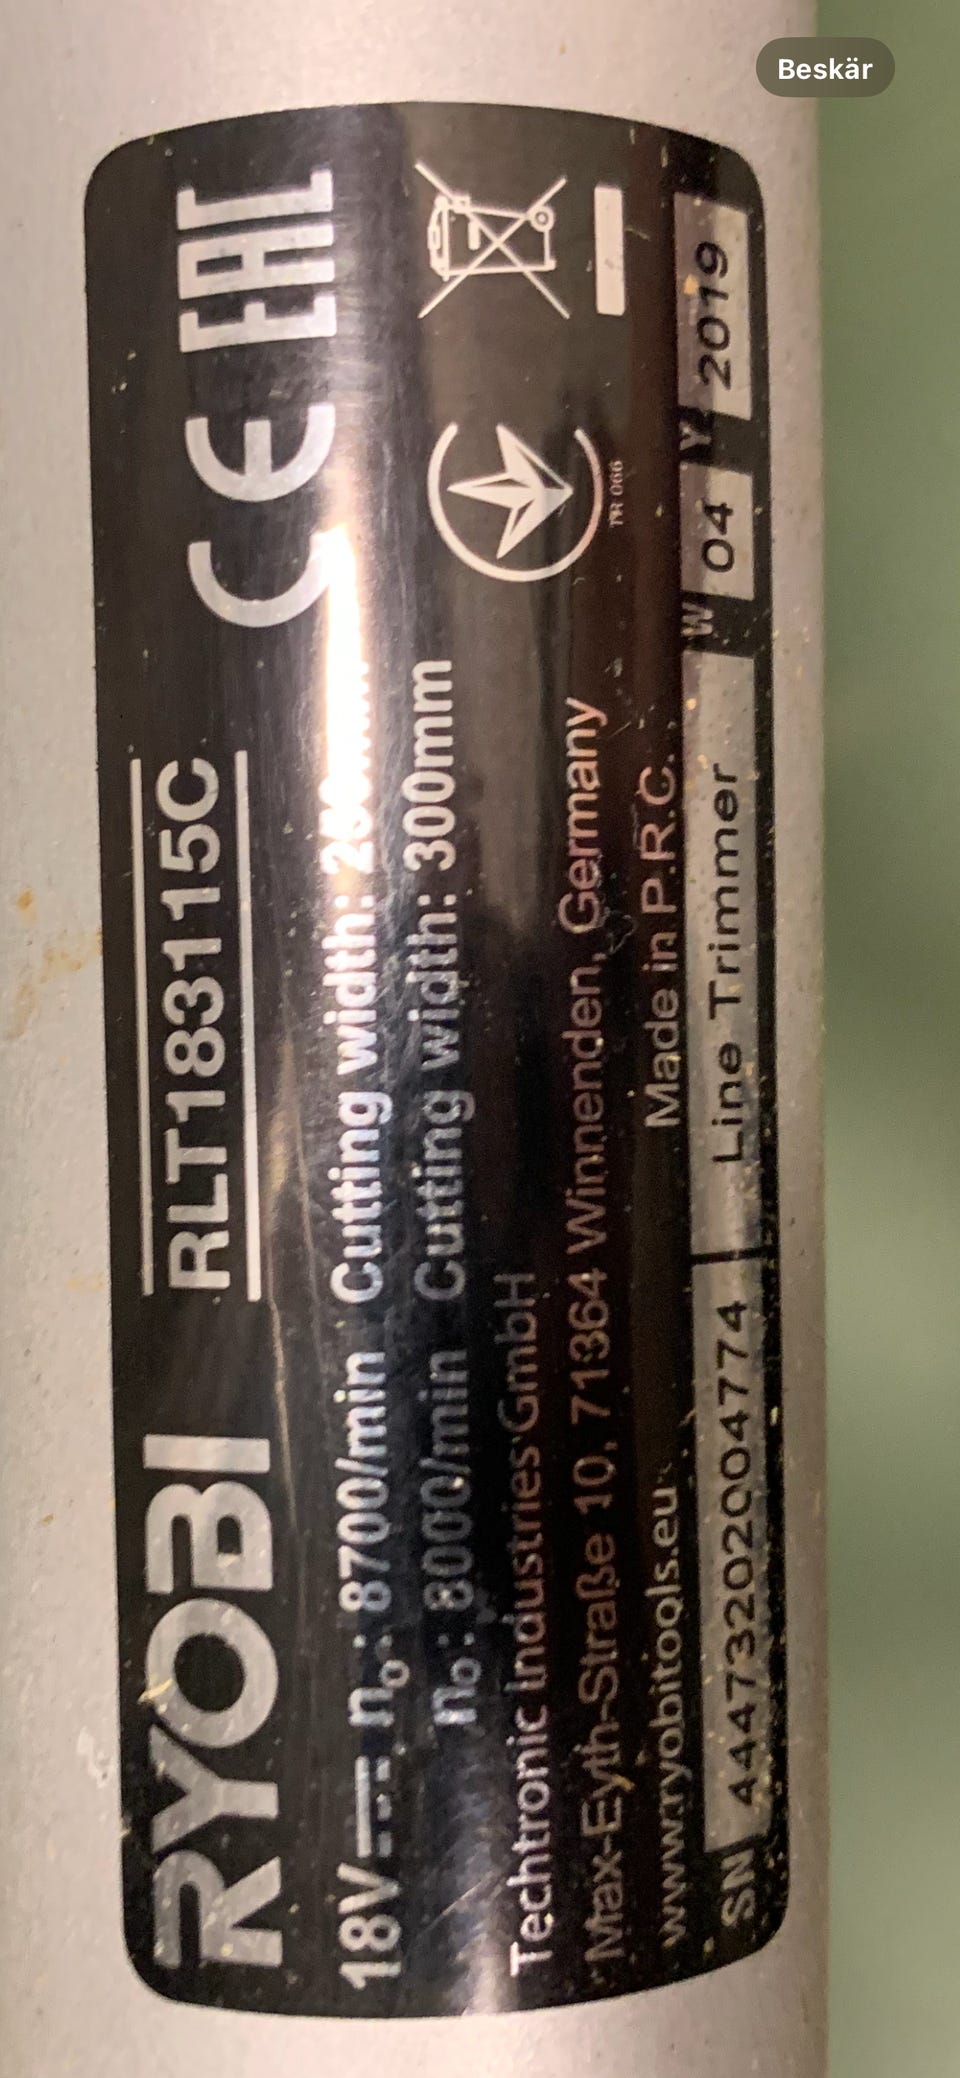 Beskär
RYOBI RLT183115C CE EAC
18V n₀: 8700/min Cutting width:
n₀: 8000/min Cutting width: 300mm
TR 066
Techtronic Industries GmbH
Max-Eyth-Straße 10, 71364 Winnenden, Germany
www.ryobitools.eu Made in P.R.C.
SN 44473202004774 Line Trimmer W 04 Y 2019